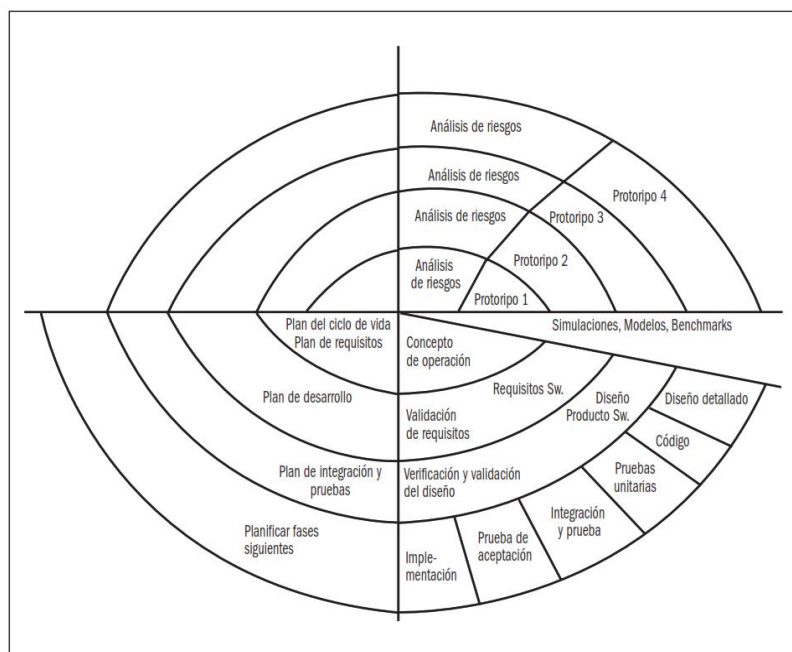 Análisis de riesgos
Análisis de riesgos
Análisis de riesgos
Análisis
de riesgos
Protoripo 4
Protoripo 3
Prototipo 2
Prototipo 1
Simulaciones, Modelos, Benchmarks
Plan del ciclo de vida
Plan de requisitos
Concepto
de operación
Plan de desarrollo
Requisitos Sw.
Validación
de requisitos
Diseño
Producto Sw.
Diseño detallado
Código
Plan de integración y
pruebas
Verificación y validación
del diseño
Pruebas
unitarias
Planificar fases
siguientes
Integración
y prueba
Prueba de
aceptación
Imple-
mentación